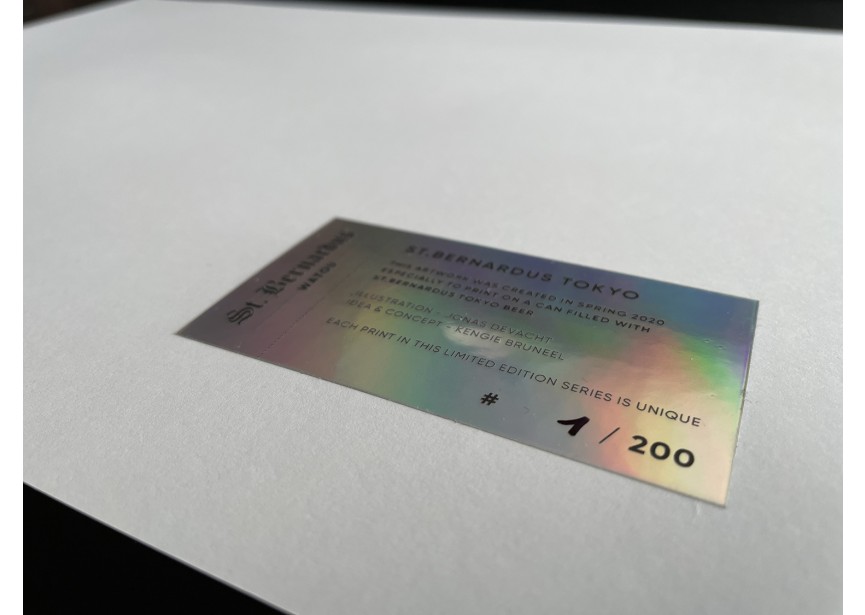 St. Bernardus
WATOU
ST.BERNARDUS TOKYO
THIS ARTWORK WAS CREATED IN SPRING 2020
ESPECIALLY TO PRINT ON A CAN FILLED WITH
ST.BERNARDUS TOKYO BEER
ILLUSTRATION - JONAS DEVACHT
IDEA & CONCEPT - KENGIE BRUNEEL
EACH PRINT IN THIS LIMITED EDITION SERIES IS UNIQUE
# 1 / 200